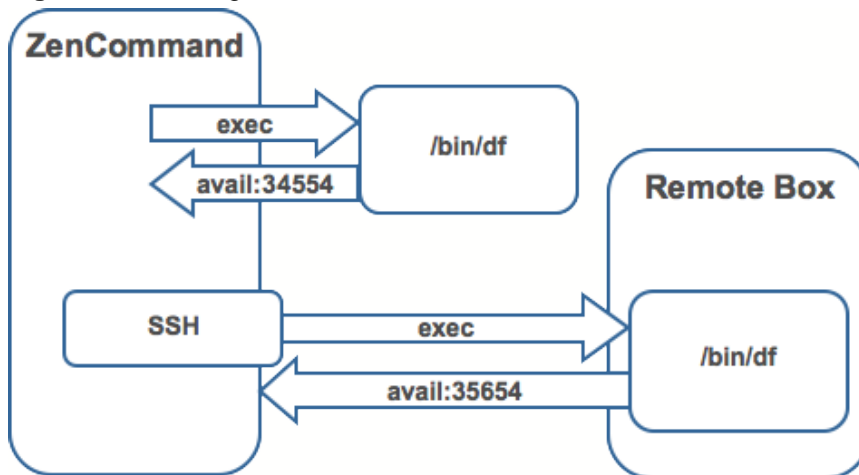 ZenCommand
exec
/bin/df
avail:34554
Remote Box
SSH
exec
/bin/df
avail:35654